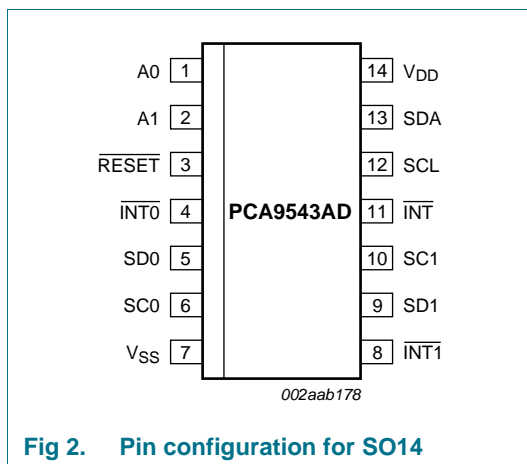 A0 1 14 VDD
A1 2 13 SDA
RESET 3 12 SCL
INT0 4 PCA9543AD 11 INT
SD0 5 10 SC1
SC0 6 9 SD1
VSS 7 8 INT1
002aab178
Fig 2. Pin configuration for SO14